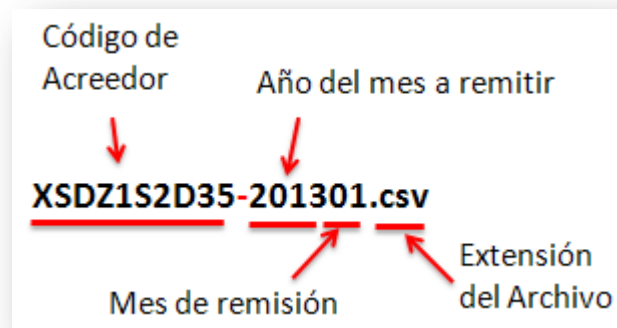 Código de
Acreedor
Año del mes a remitir
XSDZ1S2D35-201301.csv
Mes de remisión
Extensión
del Archivo